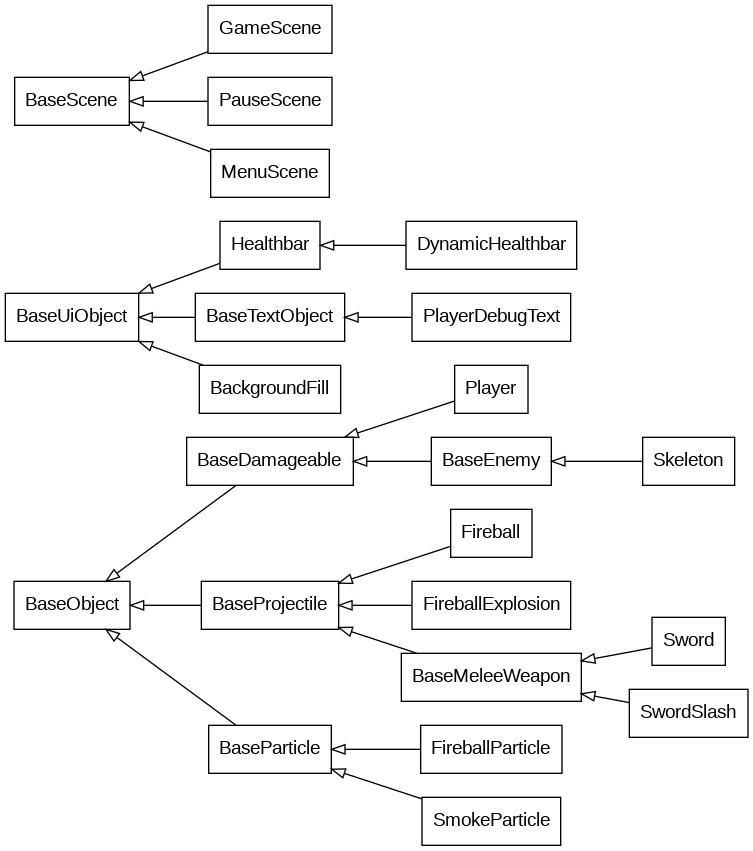 GameScene
BaseScene
PauseScene
MenuScene
Healthbar
DynamicHealthbar
BaseUiObject
BaseTextObject
PlayerDebugText
BackgroundFill
Player
BaseDamageable
BaseEnemy
Skeleton
Fireball
BaseObject
BaseProjectile
FireballExplosion
Sword
BaseMeleeWeapon
SwordSlash
BaseParticle
FireballParticle
SmokeParticle